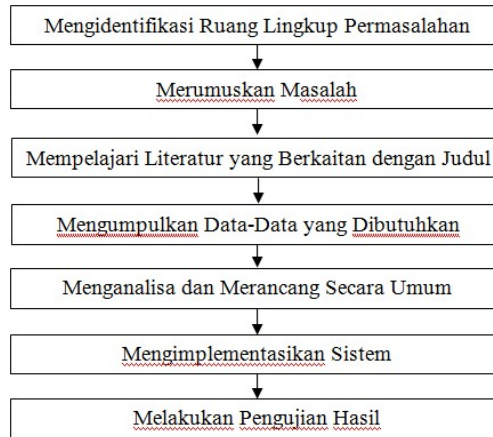 Mengidentifikasi Ruang Lingkup Permasalahan
Merumuskan Masalah
Mempelajari Literatur yang Berkaitan dengan Judul
Mengumpulkan Data-Data yang Dibutuhkan
Menganalisa dan Merancang Secara Umum
Mengimplementasikan Sistem
Melakukan Pengujian Hasil